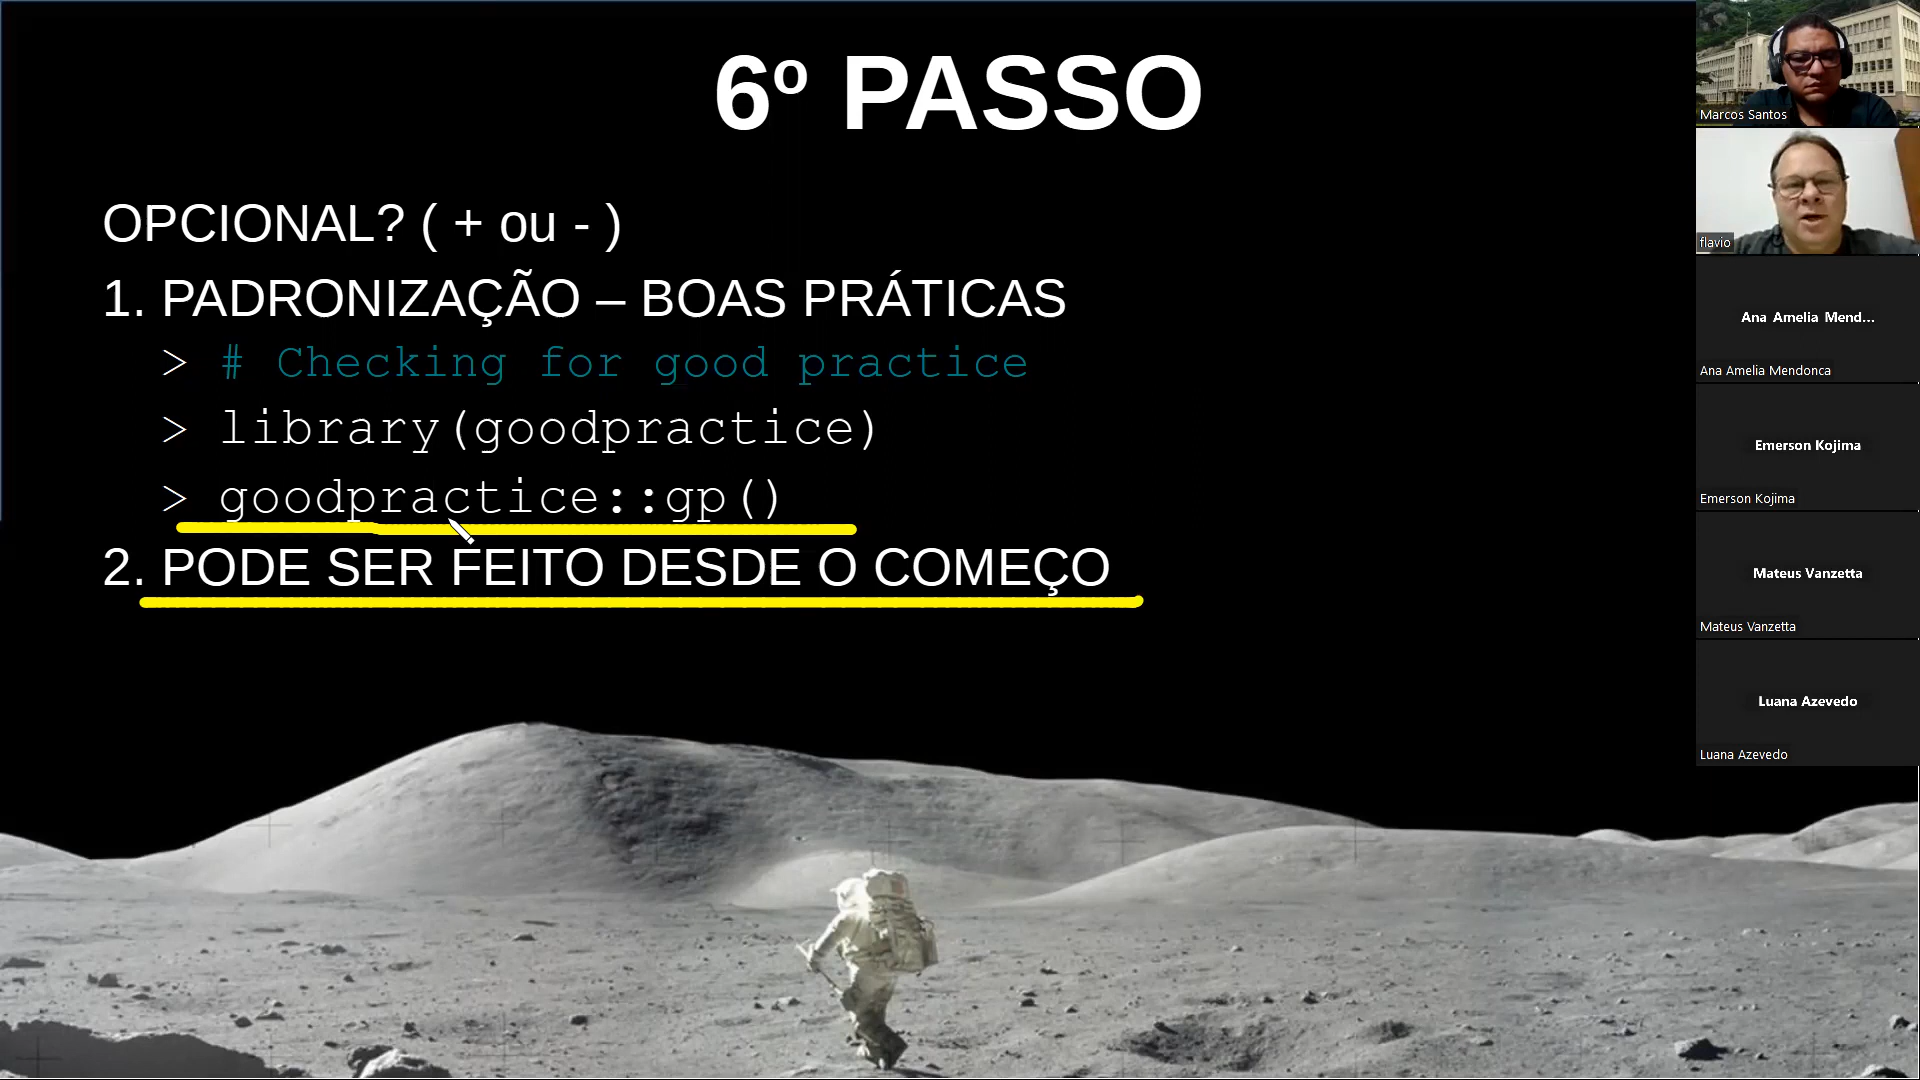 6º PASSO
OPCIONAL? ( + ou - )
1. PADRONIZAÇÃO – BOAS PRÁTICAS
> # Checking for good practice
> library(goodpractice)
> goodpractice::gp()
2. PODE SER FEITO DESDE O COMEÇO
Marcos Santos
flavio
Ana Amelia Mend...
Ana Amelia Mendonca
Emerson Kojima
Emerson Kojima
Mateus Vanzetta
Mateus Vanzetta
Luana Azevedo
Luana Azevedo